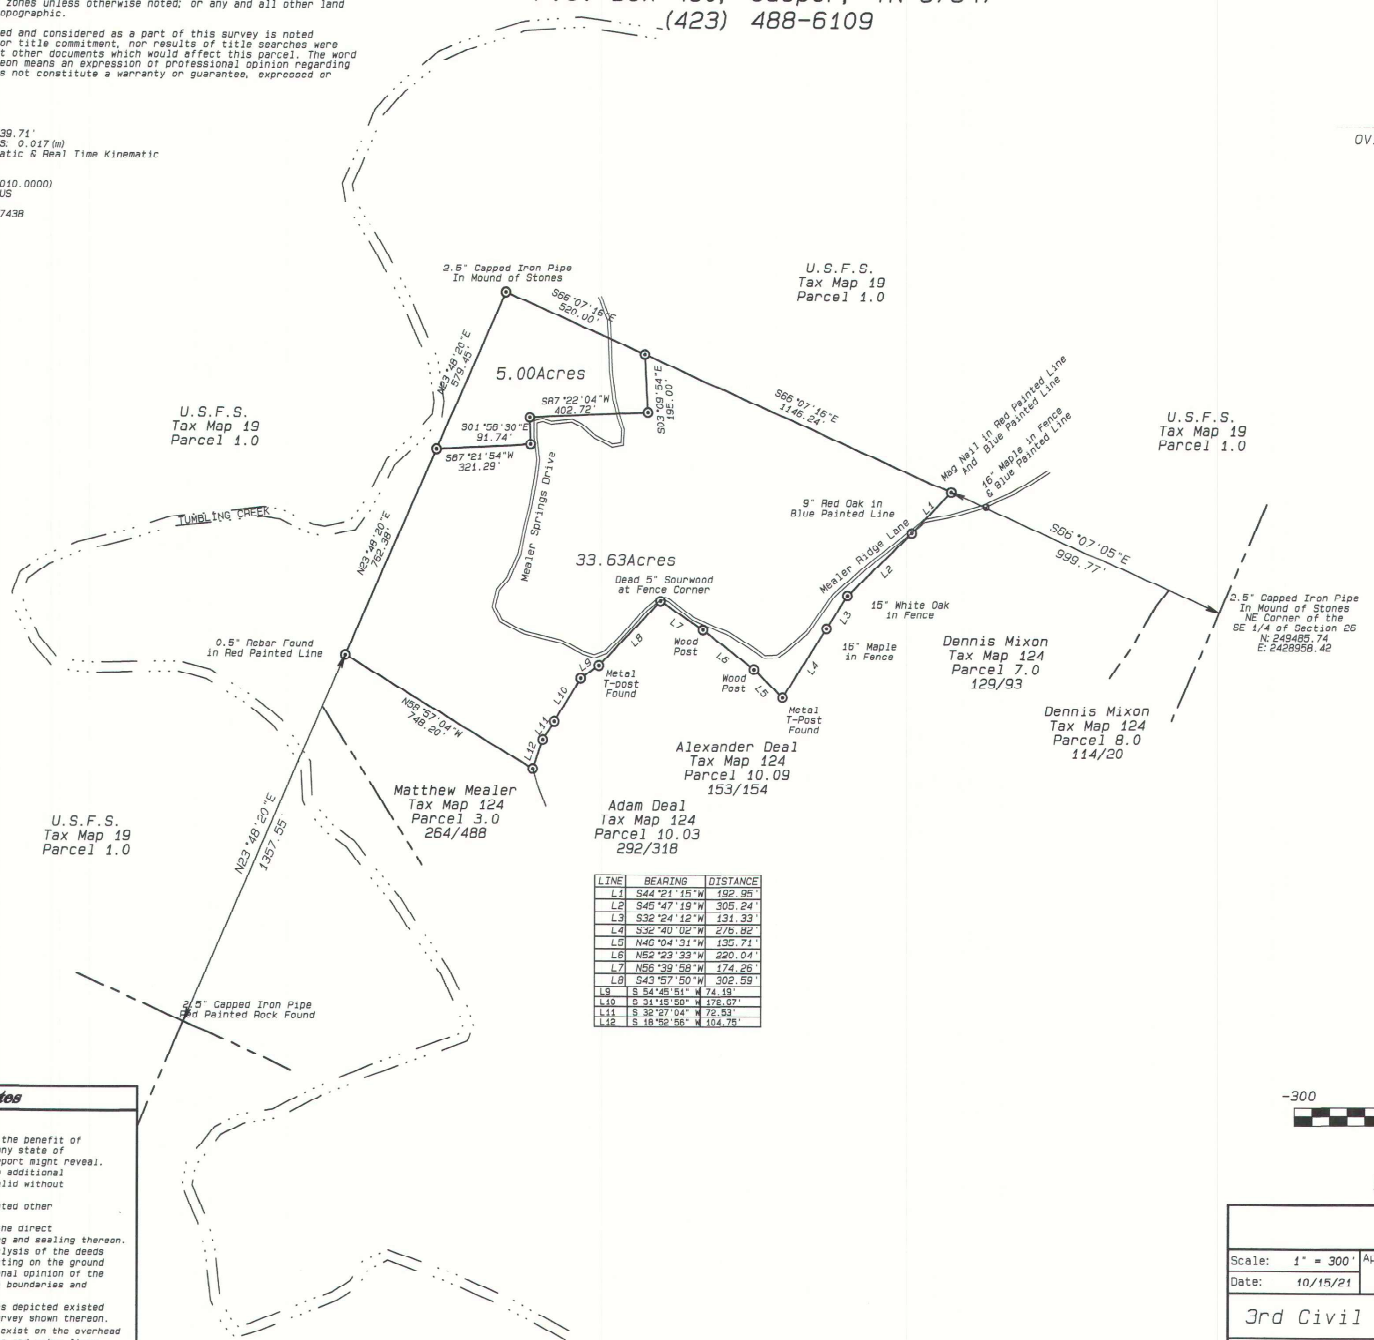 zones unless otherwise noted; or any and all other land
opographic.
ed and considered as a part of this survey is noted
or title commitment, nor results of title searches were
t other documents which would affect this parcel. The word
eon means an expression of professional opinion regarding
s not constitute a warranty or guarantee, expressed or
(423) 488-6109
39.71'
S: 0.017(m)
atic & Real Time Kinematic
010.0000)
US
7438
OV
2.5" Capped Iron Pipe
In Mound of Stones
U.S.F.S.
Tax Map 19
Parcel 1.0
S66°07'16"E
520.00'
N23°48'20"E
579.45'
5.00Acres
S87°22'04"W
402.72'
S03°09'54"E
195.00'
S66°07'16"E
1146.24'
Mag Nail in Red Painted Line
And Blue Painted Line
16" Maple in Fence
& Blue Painted Line
U.S.F.S.
Tax Map 19
Parcel 1.0
U.S.F.S.
Tax Map 19
Parcel 1.0
S01°56'30"E
91.74'
S87°21'54"W
321.29'
Mealer Springs Drive
9" Red Oak in
Blue Painted Line
L1
TUMBLING CREEK
N23°48'20"E
762.38'
33.63Acres
Mealer Ridge Lane
L2
S66°07'05"E
999.77'
Dead 5" Sourwood
at Fence Corner
2.5" Capped Iron Pipe
In Mound of Stones
NE Corner of the
SE 1/4 of Section 26
N: 249485.74
E: 2428958.42
15" White Oak
in Fence
L3
0.5" Rebar Found
in Red Painted Line
L8
L7
Wood
Post
L6
16" Maple
in Fence
L4
Dennis Mixon
Tax Map 124
Parcel 7.0
129/93
L9
Metal
T-post
Found
Wood
Post
L5
L10
N58°57'04"W
748.20'
Metal
T-Post
Found
Dennis Mixon
Tax Map 124
Parcel 8.0
114/20
L11
L12
Alexander Deal
Tax Map 124
Parcel 10.09
153/154
Matthew Mealer
Tax Map 124
Parcel 3.0
264/488
Adam Deal
Tax Map 124
Parcel 10.03
292/318
U.S.F.S.
Tax Map 19
Parcel 1.0
N23°48'20"E
1357.55'
LINE BEARING DISTANCE
L1 S44°21'15"W 192.95'
L2 S45°47'19"W 305.24'
L3 S32°24'12"W 131.33'
L4 S32°40'02"W 276.82'
L5 N46°04'31"W 135.71'
L6 N52°23'33"W 220.04'
L7 N56°39'58"W 174.26'
L8 S43°57'50"W 302.59'
L9 S 54°45'51" W 74.19'
L10 S 31°15'50" W 178.67'
L11 S 32°27'04" W 72.53'
L12 S 18°52'56" W 104.75'
2.5" Capped Iron Pipe
Red Painted Rock Found
tes
the benefit of
ny state of
port might reveal.
additional
lid without
ted other
ne direct
g and sealing thereon.
lysis of the deeds
ting on the ground
nal opinion of the
boundaries and
s depicted existed
rvey shown thereon.
exist on the overhead
-300
Scale: 1" = 300'
Date: 10/15/21
3rd Civil